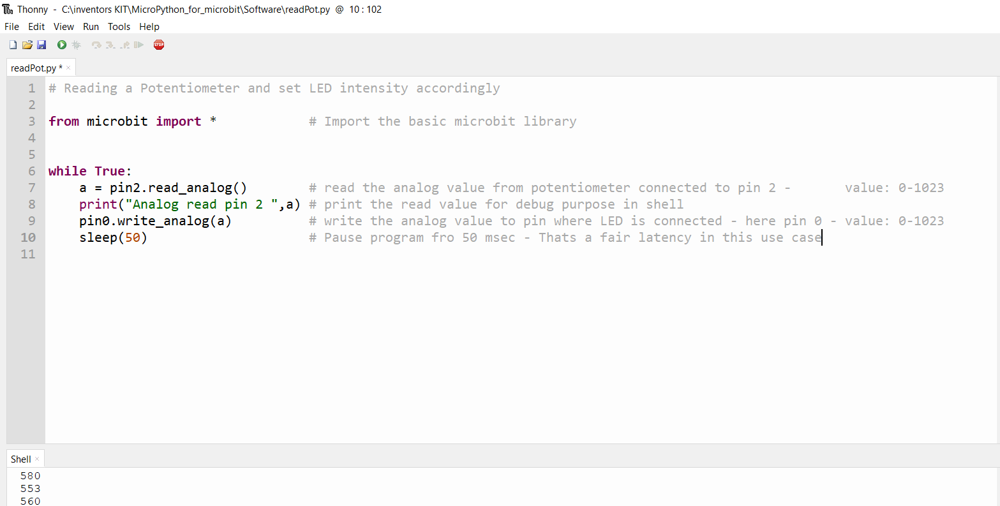 Thonny - C:\inventors KIT\MicroPython_for_microbit\Software\readPot.py @ 10 : 102
File Edit View Run Tools Help
STOP
readPot.py * ×
1 # Reading a Potentiometer and set LED intensity accordingly
2
3 from microbit import * # Import the basic microbit library
4
5
6 while True:
7 a = pin2.read_analog() # read the analog value from potentiometer connected to pin 2 - value: 0-1023
8 print("Analog read pin 2 ",a) # print the read value for debug purpose in shell
9 pin0.write_analog(a) # write the analog value to pin where LED is connected - here pin 0 - value: 0-1023
10 sleep(50) # Pause program fro 50 msec - Thats a fair latency in this use case
11
Shell ×
580
553
560